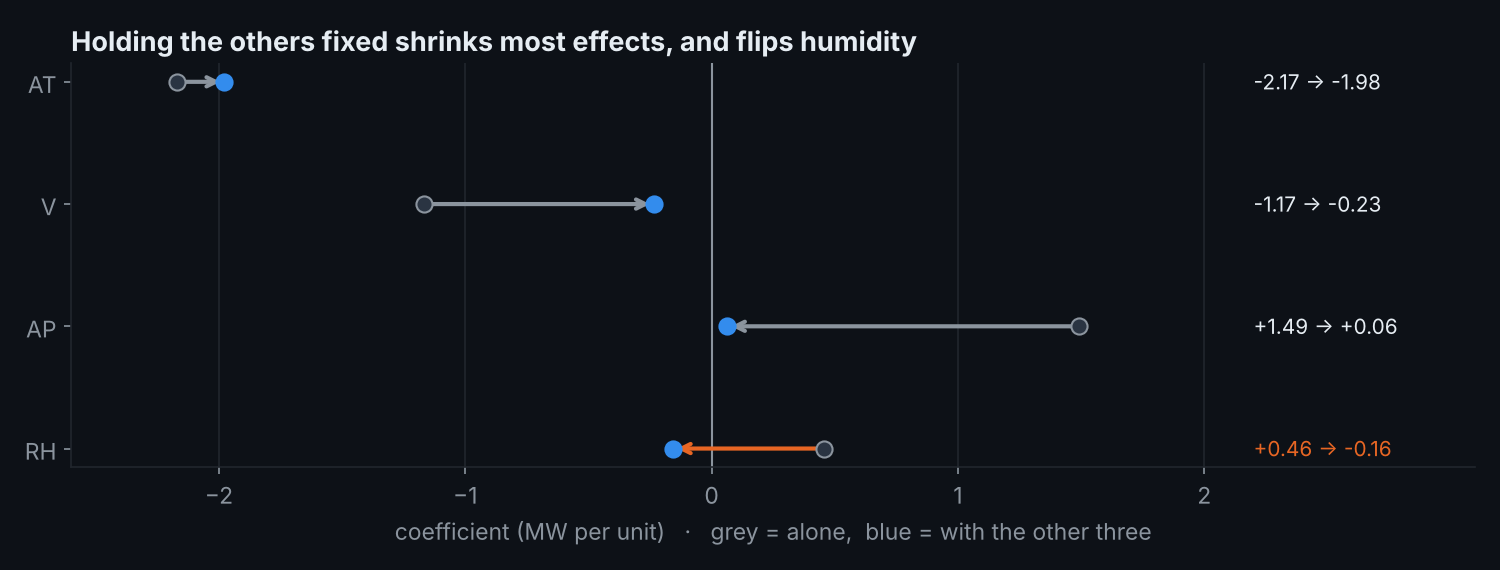 Holding the others fixed shrinks most effects, and flips humidity
AT
-2.17 → -1.98
V
-1.17 → -0.23
AP
+1.49 → +0.06
RH
+0.46 → -0.16
−2 −1 0 1 2
coefficient (MW per unit) · grey = alone, blue = with the other three